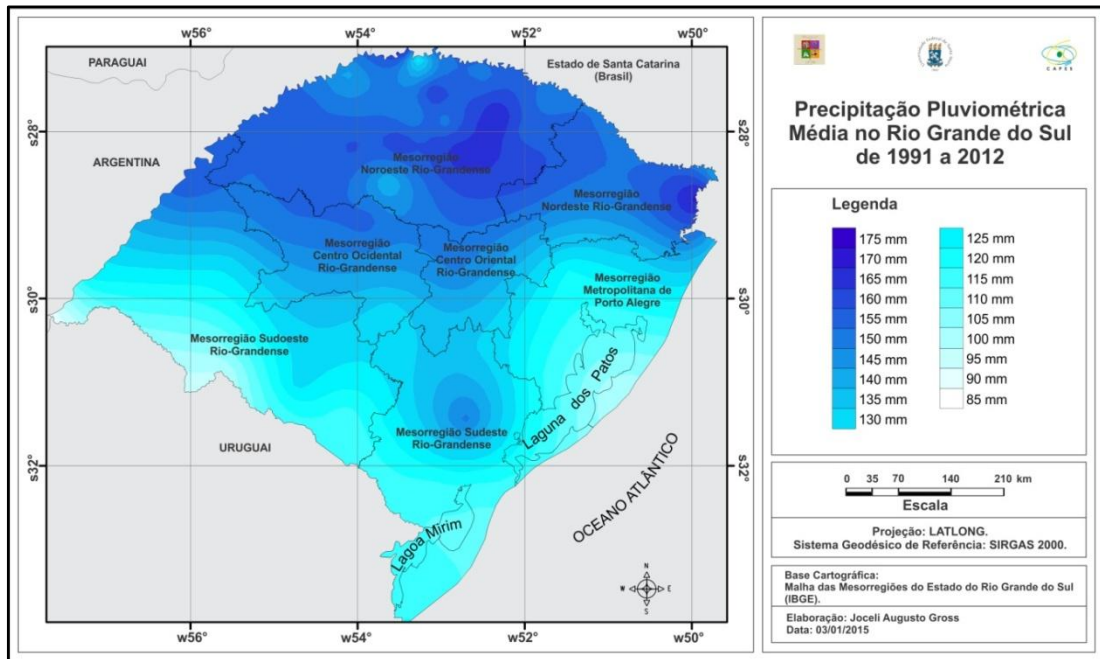 w56°
w54°
w52°
w50°
PARAGUAI
Estado de Santa Catarina
(Brasil)
s28°
s28°
ARGENTINA
Mesorregião
Noroeste Rio-Grandense
Mesorregião
Nordeste Rio-Grandense
Mesorregião
Centro Ocidental
Rio-Grandense
Mesorregião
Centro Oriental
Rio-Grandense
Mesorregião
Metropolitana de
Porto Alegre
s30°
s30°
Mesorregião Sudoeste
Rio-Grandense
Laguna dos Patos
Mesorregião Sudeste
Rio-Grandense
URUGUAI
s32°
s32°
OCEANO ATLÂNTICO
Lagoa Mirim
N
W
E
S
w56°
w54°
w52°
w50°
CAPES
Precipitação Pluviométrica
Média no Rio Grande do Sul
de 1991 a 2012
Legenda
175 mm
170 mm
165 mm
160 mm
155 mm
150 mm
145 mm
140 mm
135 mm
130 mm
125 mm
120 mm
115 mm
110 mm
105 mm
100 mm
95 mm
90 mm
85 mm
0 35 70 140 210 km
Escala
Projeção: LATLONG.
Sistema Geodésico de Referência: SIRGAS 2000.
Base Cartográfica:
Malha das Mesorregiões do Estado do Rio Grande do Sul
(IBGE).
Elaboração: Joceli Augusto Gross
Data: 03/01/2015